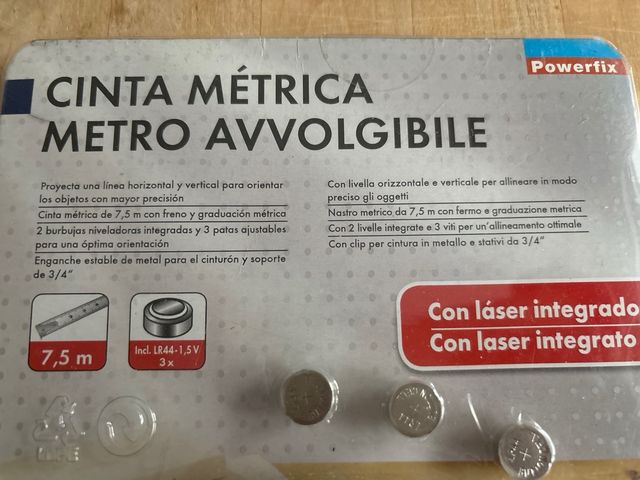 Powerfix
CINTA MÉTRICA
METRO AVVOLGIBILE
Proyecta una línea horizontal y vertical para orientar
los objetos con mayor precisión
Cinta métrica de 7,5 m con freno y graduación métrica
2 burbujas niveladoras integradas y 3 patas ajustables
para una óptima orientación
Enganche estable de metal para el cinturón y soporte
de 3/4"
Con livella orizzontale e verticale per allineare in modo
preciso gli oggetti
Nastro metrico da 7,5 m con fermo e graduazione metrica
Con 2 livelle integrate e 3 viti per un'allineamento ottimale
Con clip per cintura in metallo e stativi da 3/4"
Con láser integrado
Con laser integrato
7,5 m
Incl. LR44-1,5 V
3 x